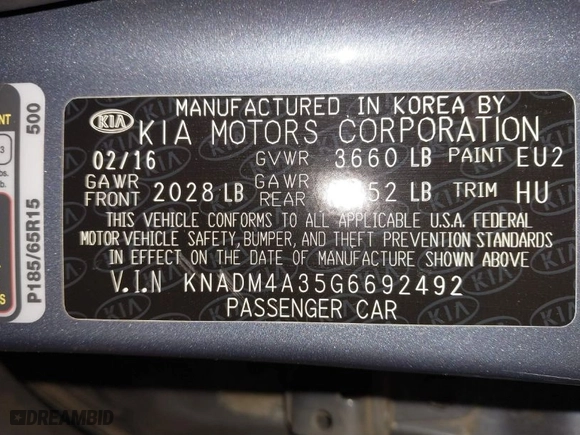 MANUFACTURED IN KOREA BY
KIA KIA MOTORS CORPORATION
02/16 GVWR 3660 LB PAINT EU2
GAWR FRONT 2028 LB GAWR REAR LB TRIM HU
THIS VEHICLE CONFORMS TO ALL APPLICABLE U.S.A. FEDERAL
MOTOR VEHICLE SAFETY, BUMPER, AND THEFT PREVENTION STANDARDS
IN EFFECT ON THE DATE OF MANUFACTURE SHOWN ABOVE
V.I.N KNADM4A35G6692492
PASSENGER CAR
P185/65R15 500
DREAMBID